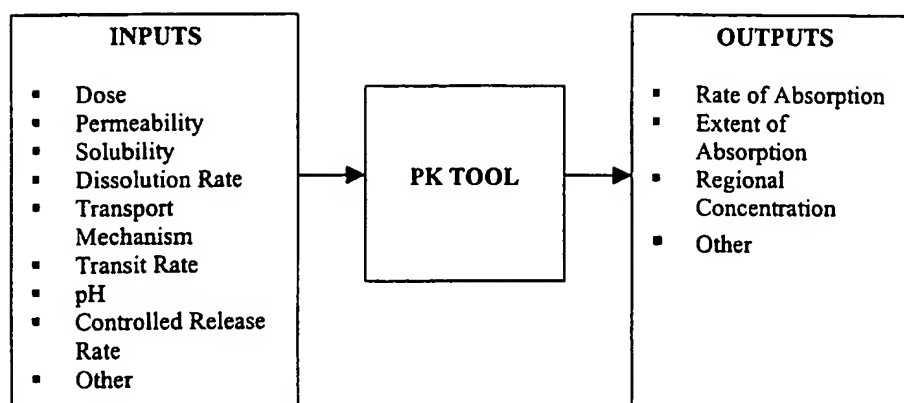 INPUTS
▪ Dose
▪ Permeability
▪ Solubility
▪ Dissolution Rate
▪ Transport
Mechanism
▪ Transit Rate
▪ pH
▪ Controlled Release
Rate
▪ Other
PK TOOL
OUTPUTS
▪ Rate of Absorption
▪ Extent of
Absorption
▪ Regional
Concentration
▪ Other